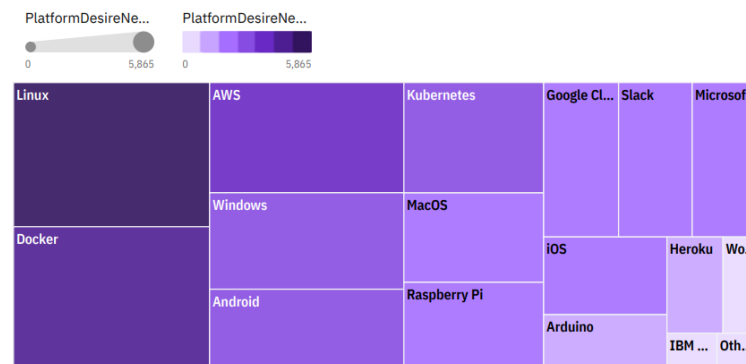 PlatformDesireNe...
PlatformDesireNe...
0
5,865
0
5,865
Linux
AWS
Kubernetes
Google Cl...
Slack
Microsof
Windows
MacOS
Docker
iOS
Heroku
Wo..
Android
Raspberry Pi
Arduino
IBM ...
Oth..